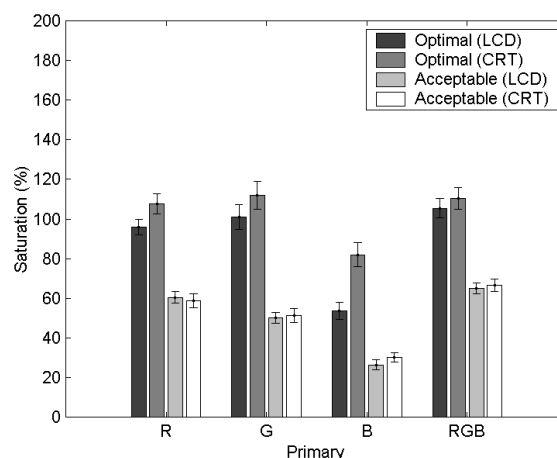 200
180
160
140
120
100
80
60
40
20
0
Saturation (%)
Optimal (LCD)
Optimal (CRT)
Acceptable (LCD)
Acceptable (CRT)
R G B RGB
Primary